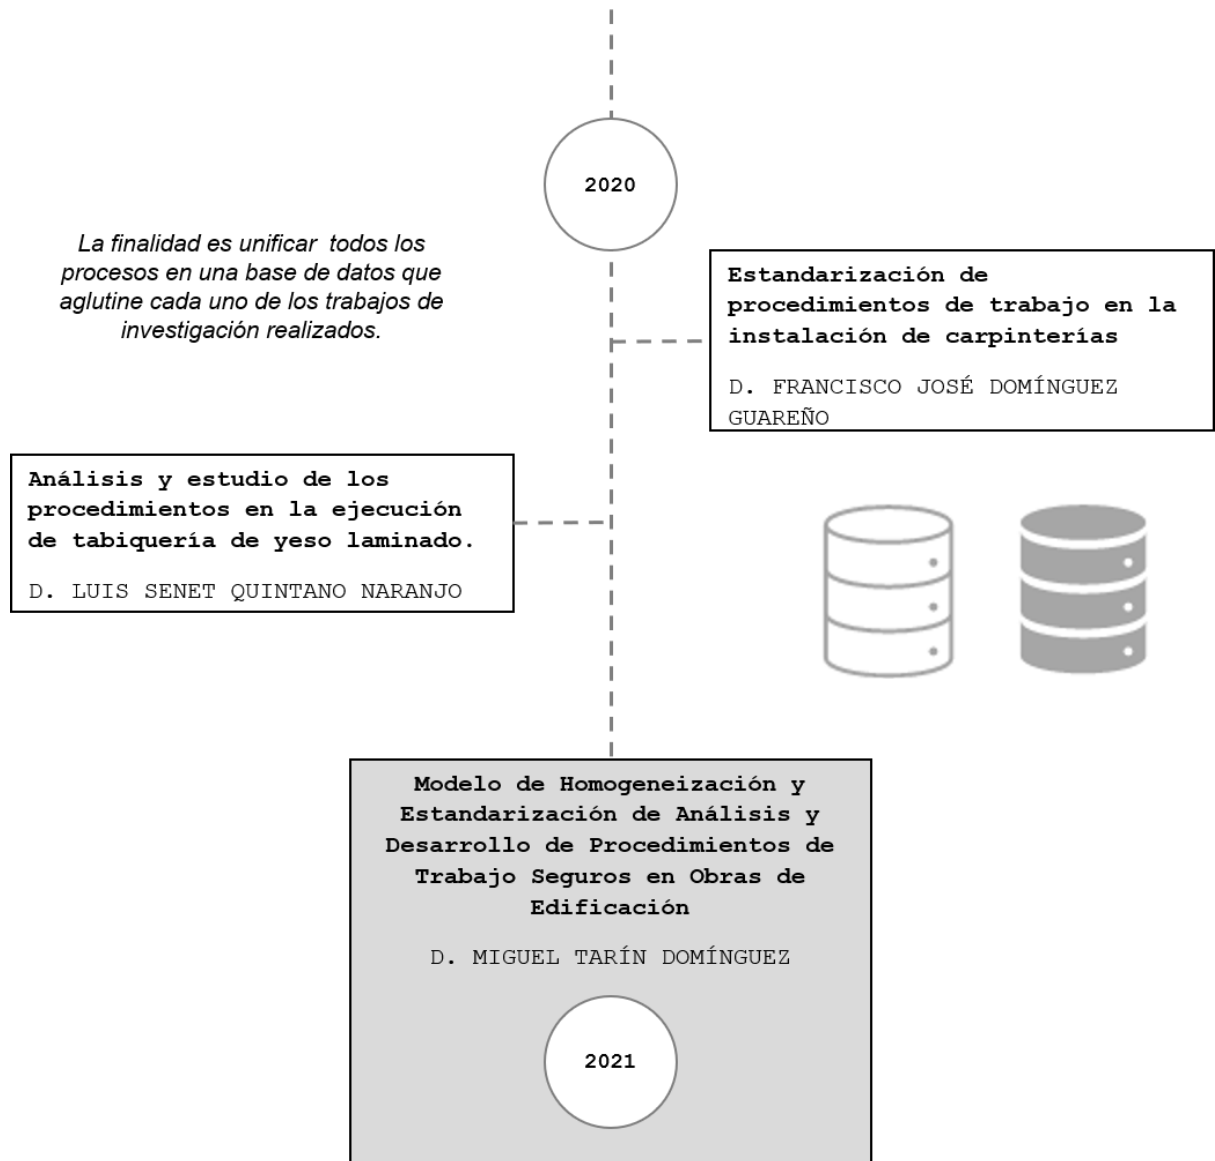 2020
La finalidad es unificar todos los
procesos en una base de datos que
aglutine cada uno de los trabajos de
investigación realizados.
Estandarización de
procedimientos de trabajo en la
instalación de carpinterías
D. FRANCISCO JOSÉ DOMÍNGUEZ
GUAREÑO
Análisis y estudio de los
procedimientos en la ejecución
de tabiquería de yeso laminado.
D. LUIS SENET QUINTANO NARANJO
Modelo de Homogeneización y
Estandarización de Análisis y
Desarrollo de Procedimientos de
Trabajo Seguros en Obras de
Edificación
D. MIGUEL TARÍN DOMÍNGUEZ
2021